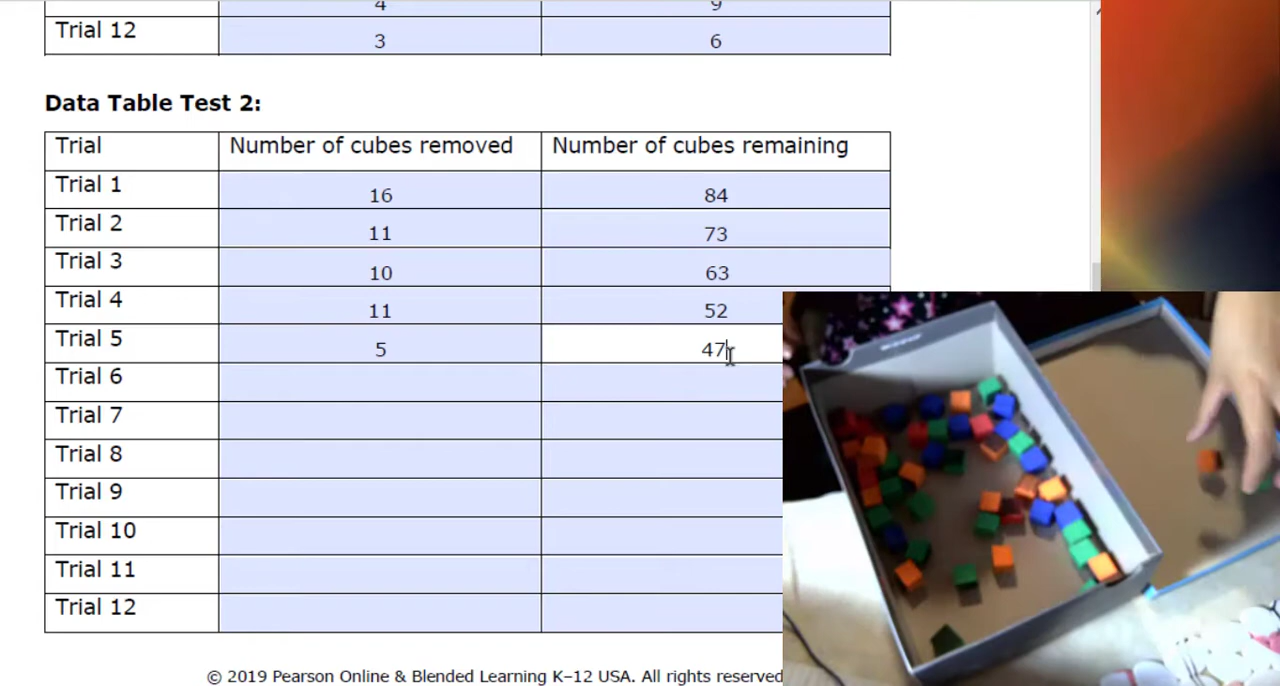 4 9
Trial 12 3 6
Data Table Test 2:
Trial Number of cubes removed Number of cubes remaining
Trial 1 16 84
Trial 2 11 73
Trial 3 10 63
Trial 4 11 52
Trial 5 5 47
Trial 6
Trial 7
Trial 8
Trial 9
Trial 10
Trial 11
Trial 12
© 2019 Pearson Online & Blended Learning K–12 USA. All rights reserved